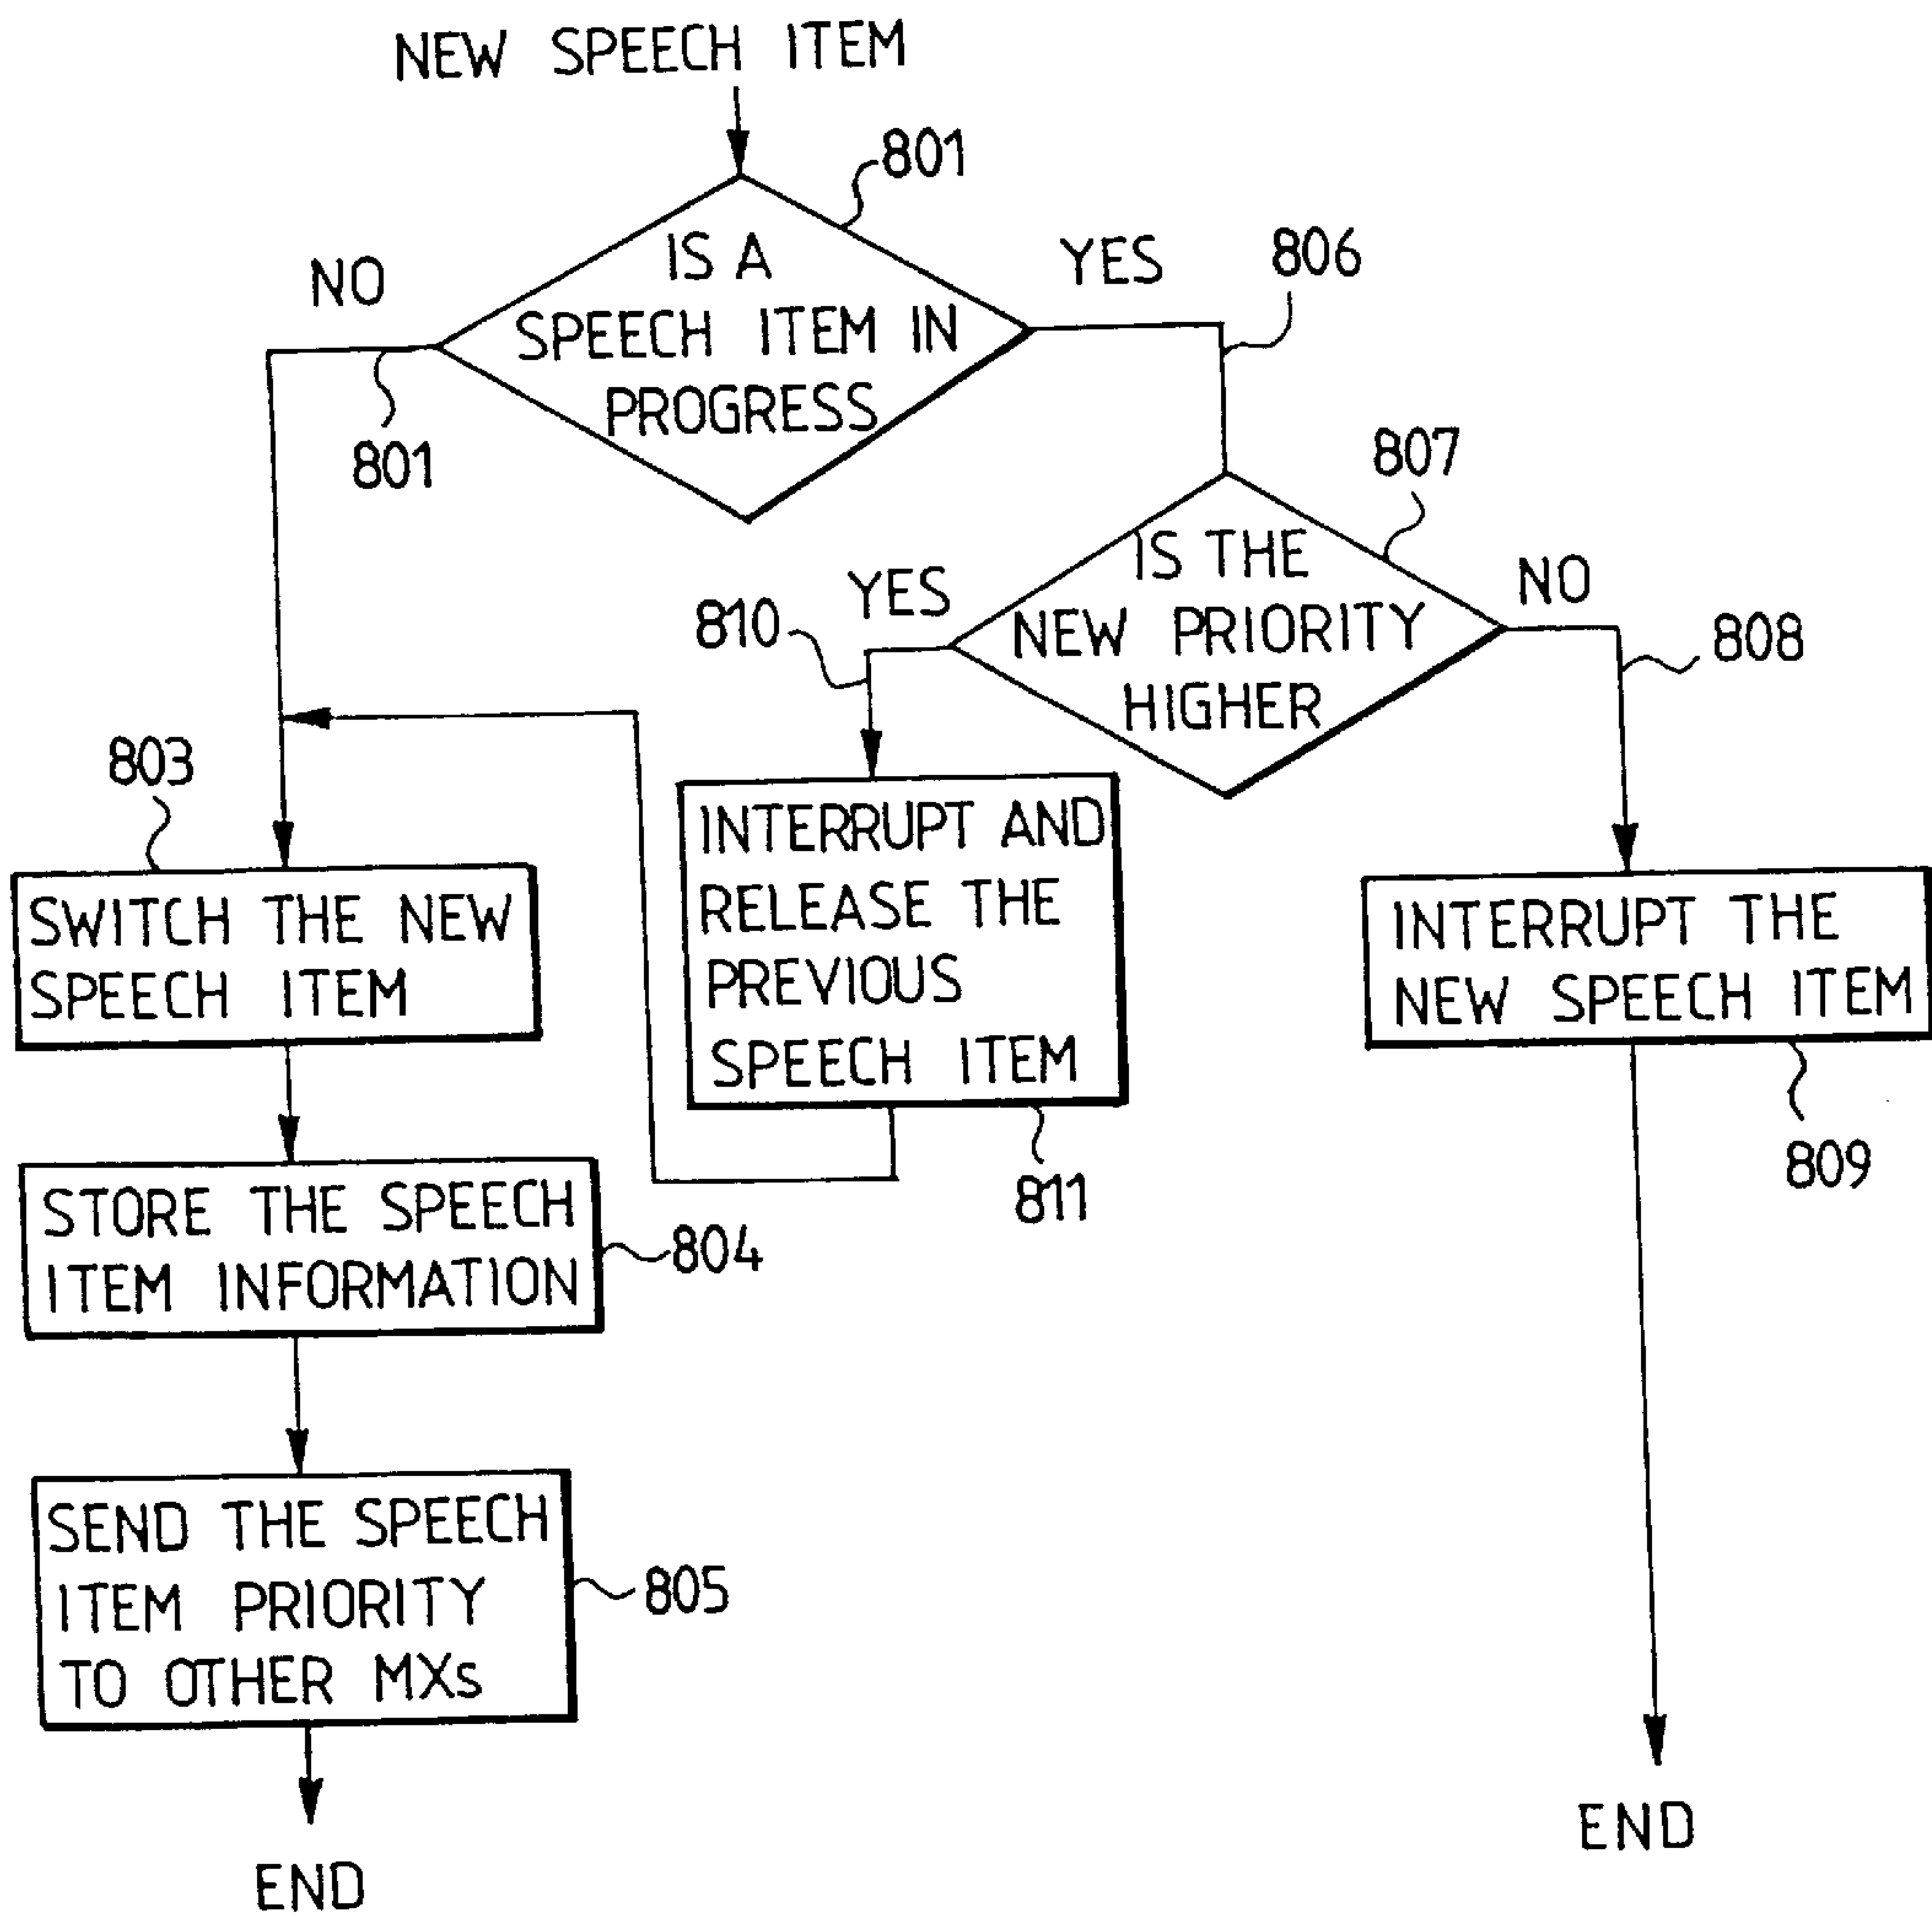 NEW SPEECH ITEM
801
IS A
SPEECH ITEM IN
PROGRESS
NO
801
YES
806
807
IS THE
NEW PRIORITY
HIGHER
YES
810
NO
808
803
SWITCH THE NEW
SPEECH ITEM
INTERRUPT AND
RELEASE THE
PREVIOUS
SPEECH ITEM
811
INTERRUPT THE
NEW SPEECH ITEM
809
STORE THE SPEECH
ITEM INFORMATION
804
SEND THE SPEECH
ITEM PRIORITY
TO OTHER MXs
805
END
END